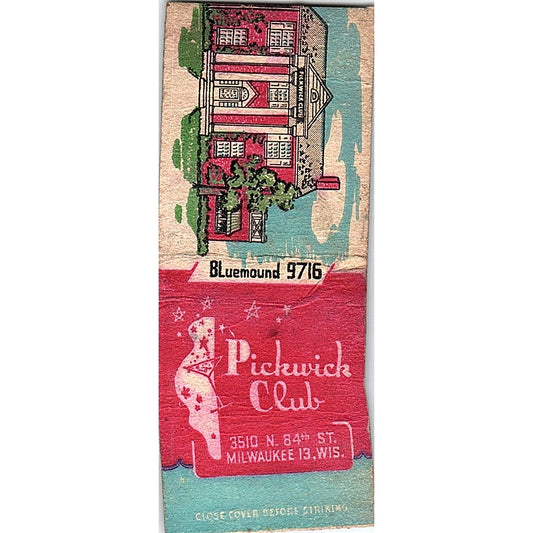 PICKWICK CLUB
BLuemound 9716
Pickwick
Club
3510 N. 84th ST.
MILWAUKEE 13, WIS.
CLOSE COVER BEFORE STRIKING